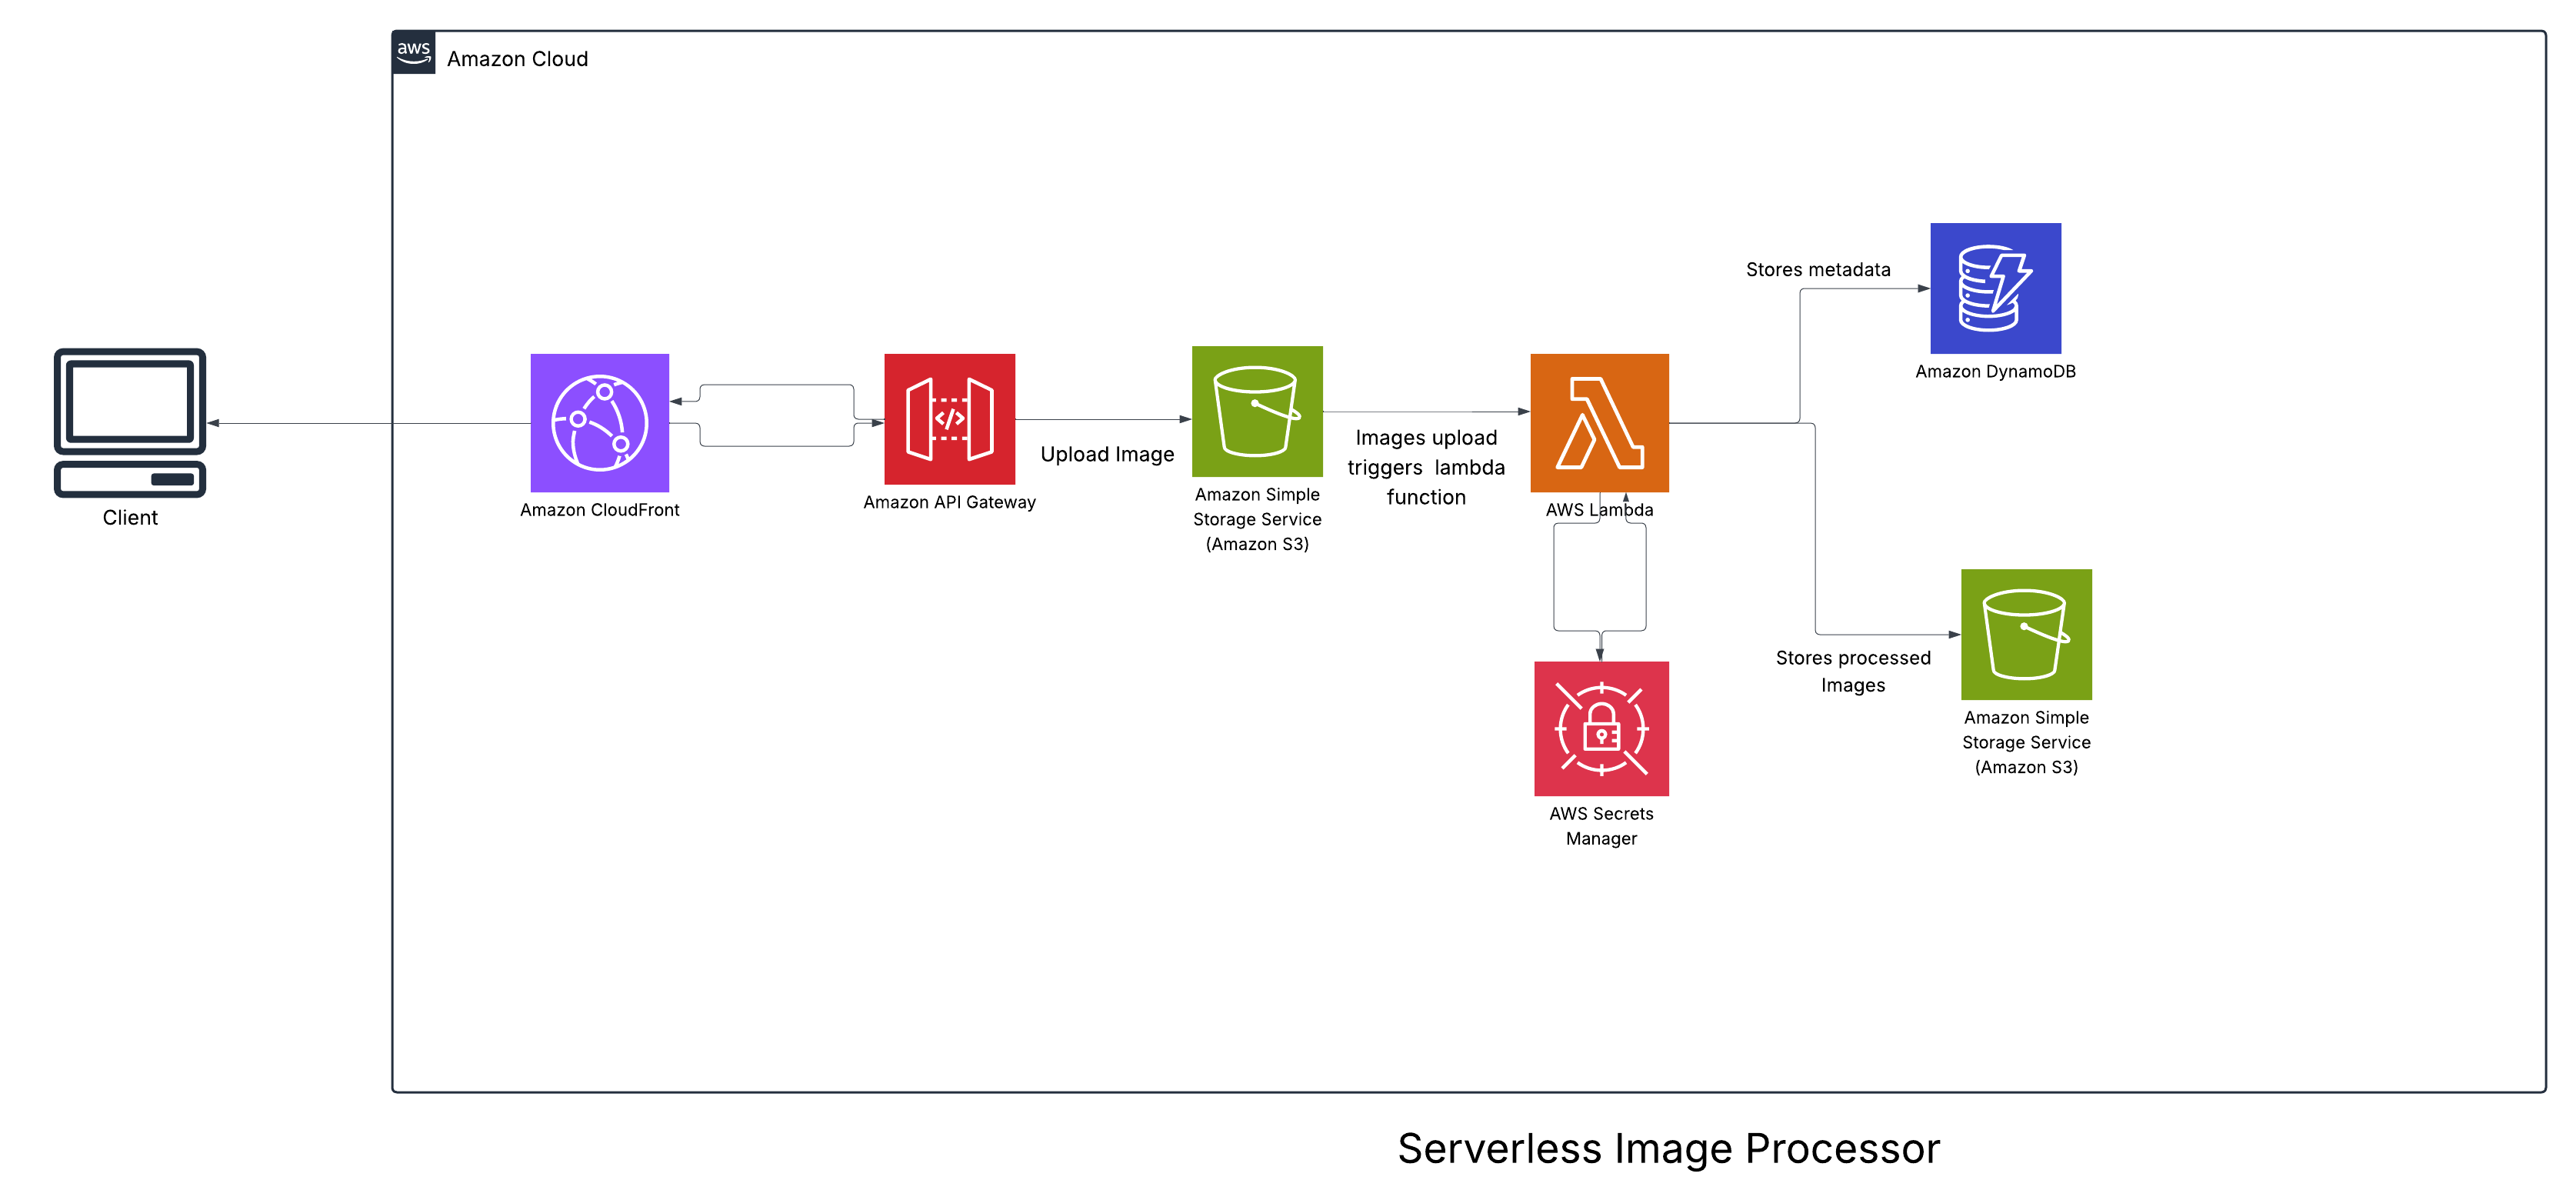 aws
Amazon Cloud
Stores metadata
Amazon DynamoDB
Client
Amazon CloudFront
Amazon API Gateway
Upload Image
Amazon Simple
Storage Service
(Amazon S3)
Images upload
triggers lambda
function
AWS Lambda
Stores processed
Images
Amazon Simple
Storage Service
(Amazon S3)
AWS Secrets
Manager
Serverless Image Processor